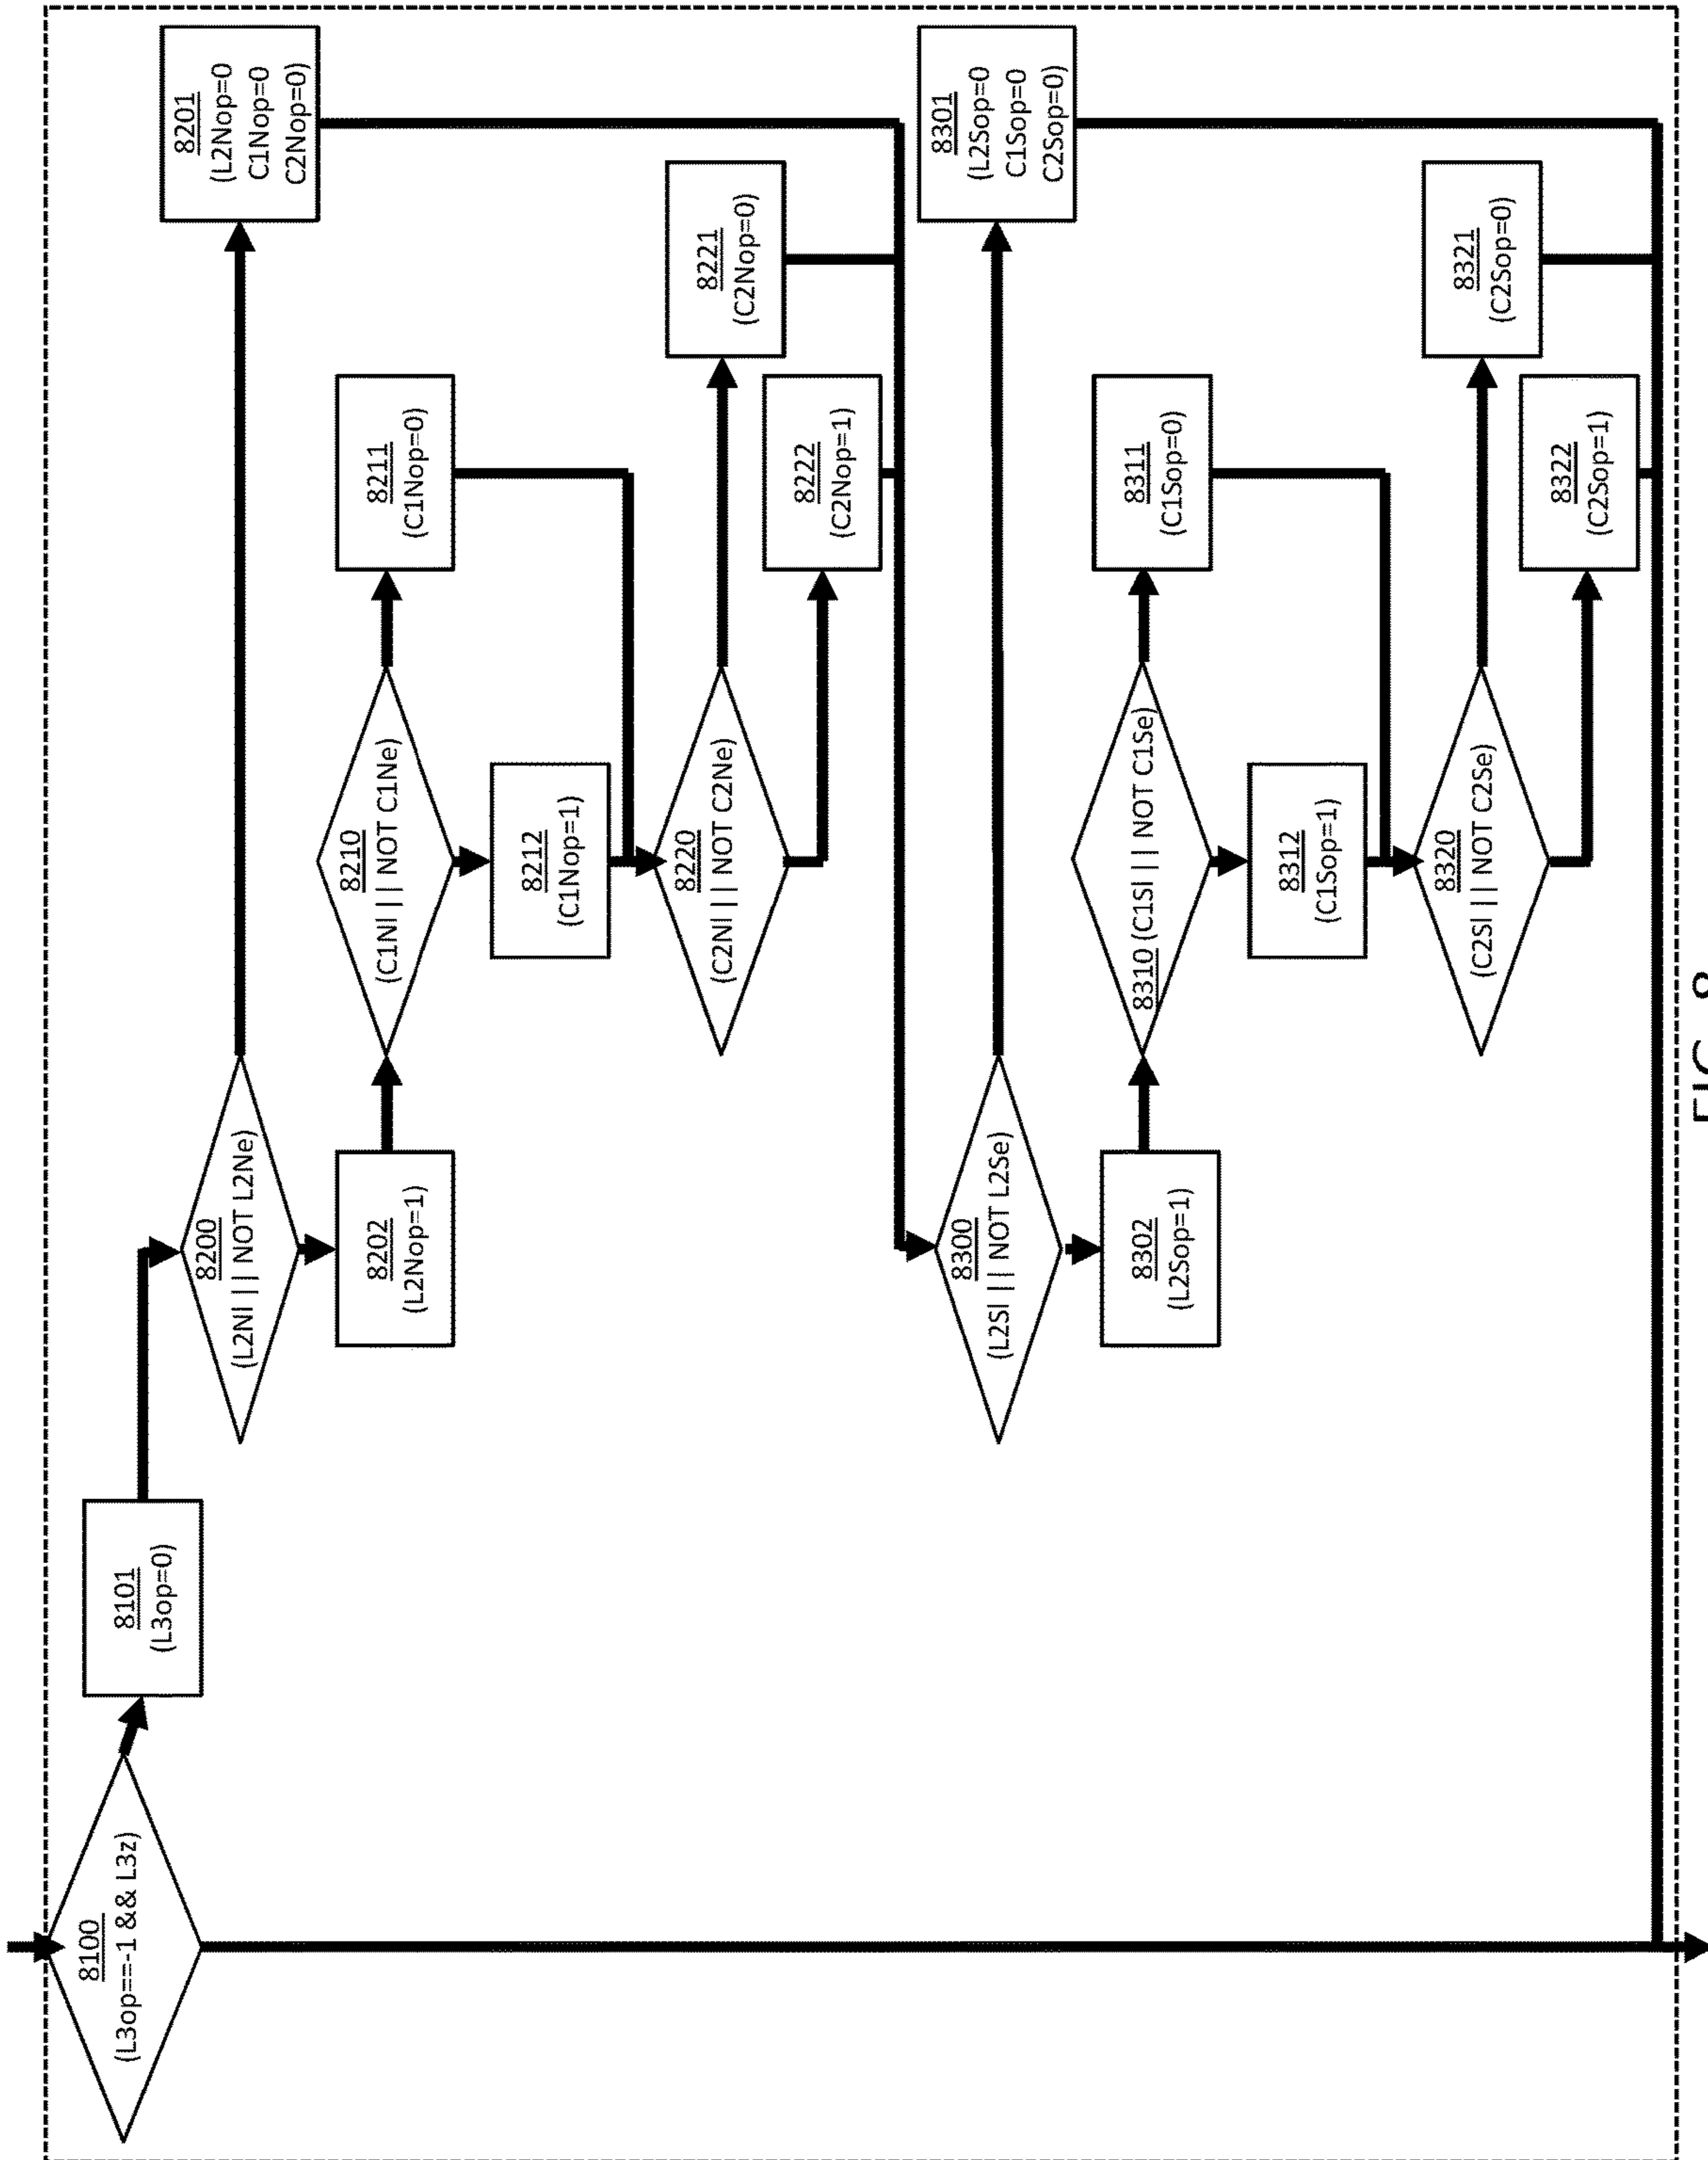 8100
(L3op==-1 && L3z)
8101
(L3op=0)
8200
(L2Nl || NOT L2Ne)
8201
(L2Nop=0
C1Nop=0
C2Nop=0)
8202
(L2Nop=1)
8210
(C1Nl || NOT C1Ne)
8211
(C1Nop=0)
8212
(C1Nop=1)
8220
(C2Nl || NOT C2Ne)
8221
(C2Nop=0)
8222
(C2Nop=1)
8300
(L2Sl || NOT L2Se)
8301
(L2Sop=0
C1Sop=0
C2Sop=0)
8302
(L2Sop=1)
8310 (C1Sl || NOT C1Se)
8311
(C1Sop=0)
8312
(C1Sop=1)
8320
(C2Sl || NOT C2Se)
8321
(C2Sop=0)
8322
(C2Sop=1)
FIG. 8